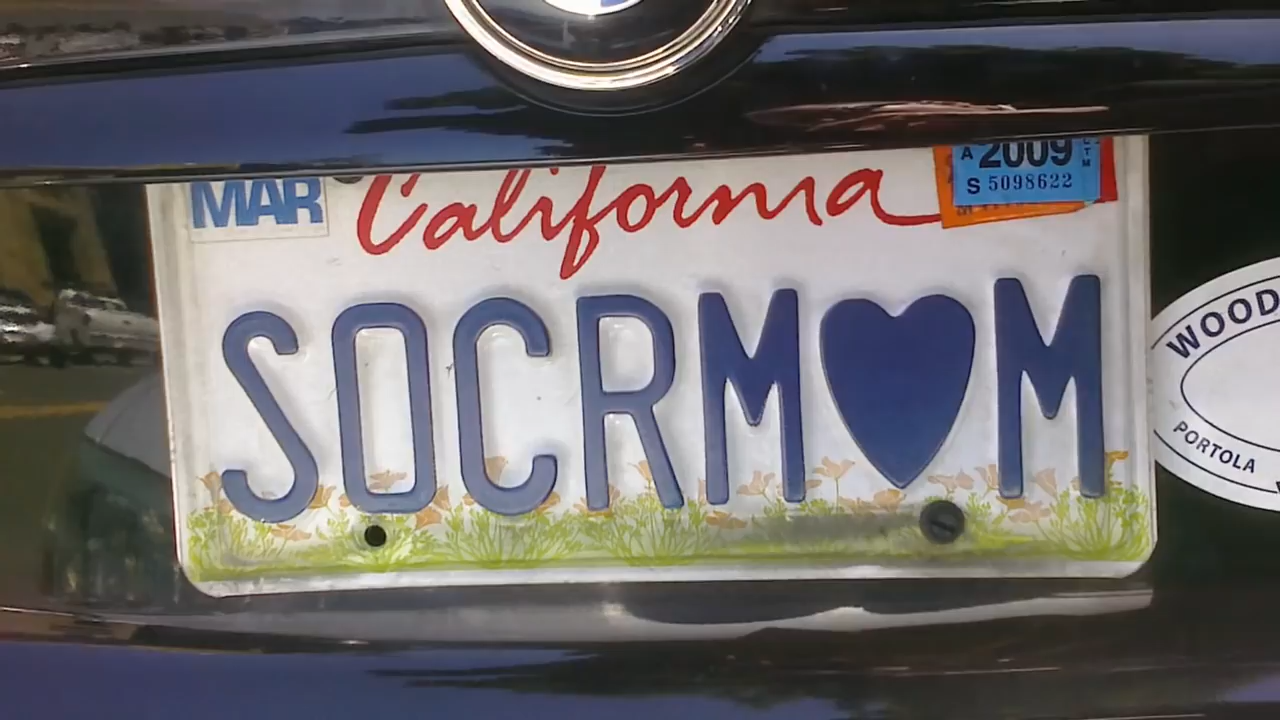 MAR California A 2009
S 5098622
SOCRM♥M
WOOD
PORTOLA